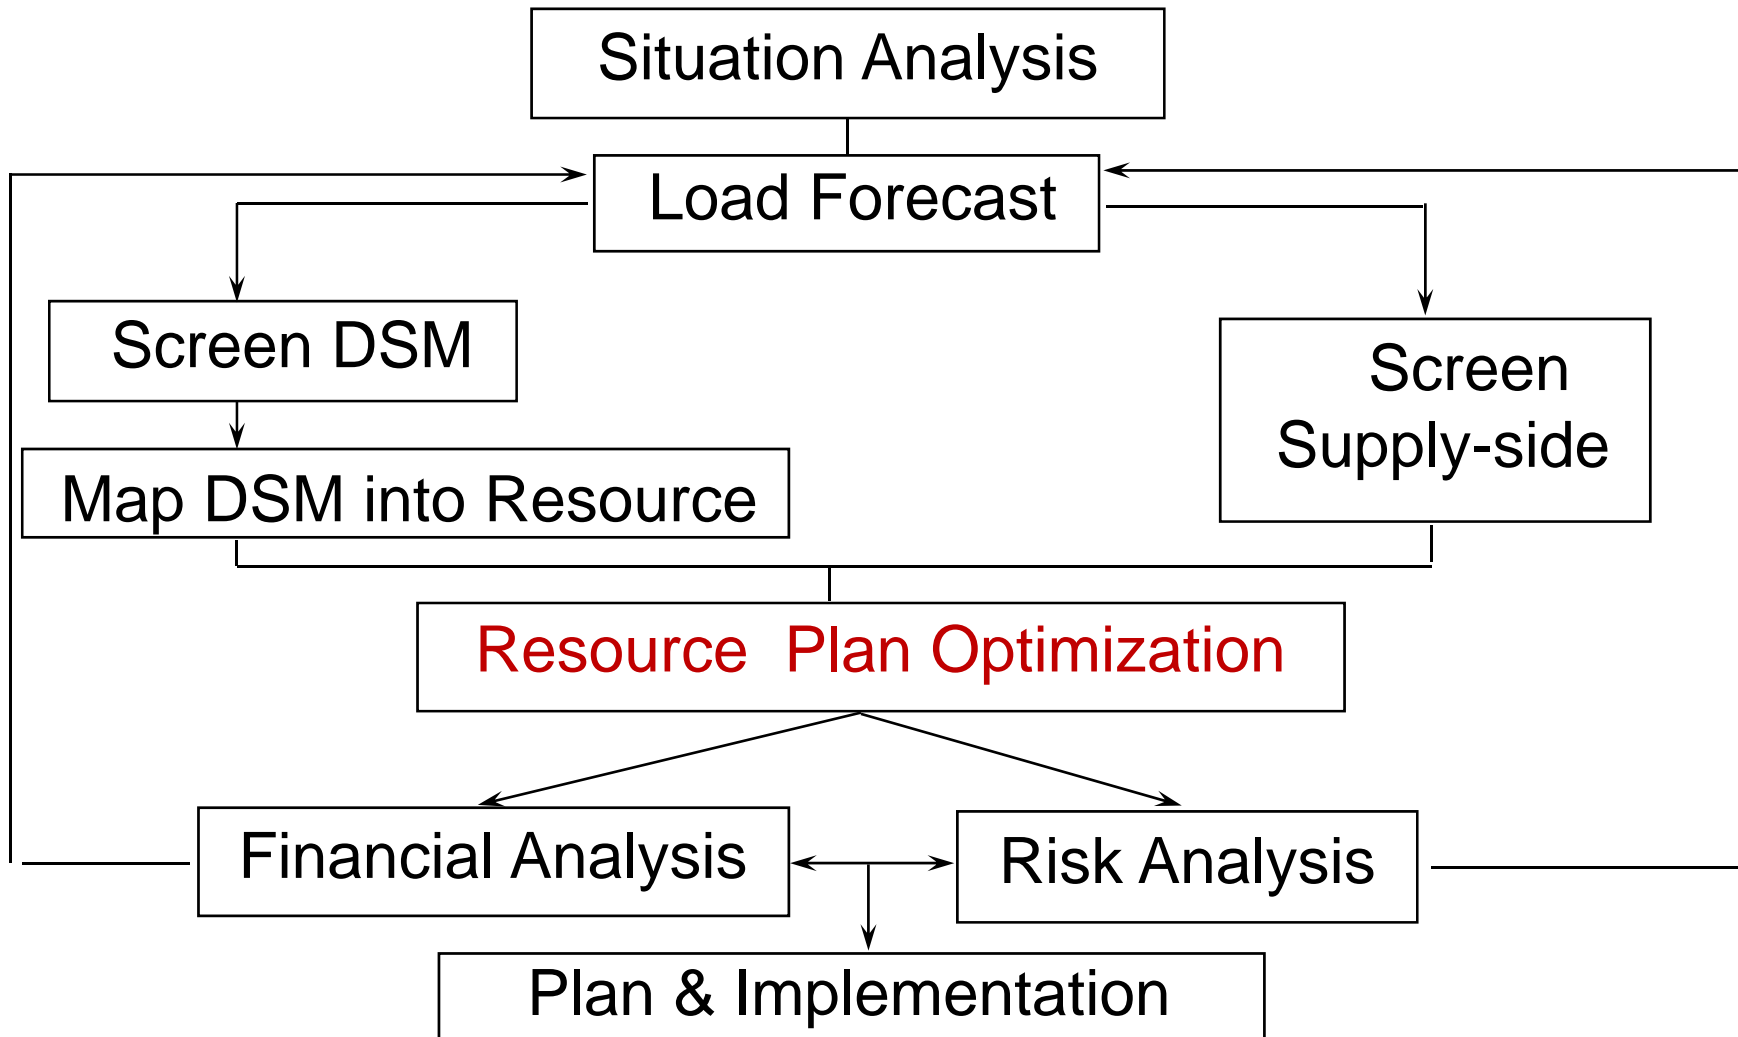 Situation Analysis
Load Forecast
Screen DSM
Screen
Supply-side
Map DSM into Resource
Resource Plan Optimization
Financial Analysis
Risk Analysis
Plan & Implementation